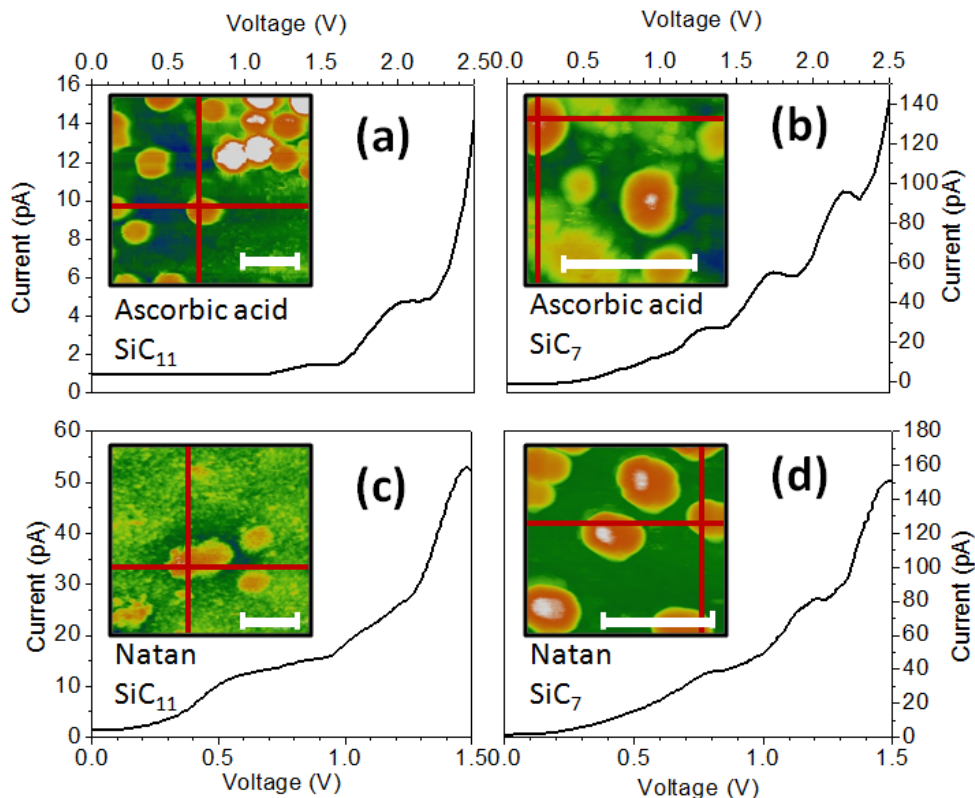 Voltage (V)
0.0 0.5 1.0 1.5 2.0 2.50
Voltage (V)
0.0 0.5 1.0 1.5 2.0 2.5
Current (pA)
16
14
12
10
8
6
4
2
0
(a)
Ascorbic acid
SiC11
(b)
Ascorbic acid
SiC7
140
120
100
80
60
40
20
0
Current (pA)
Current (pA)
60
50
40
30
20
10
0
(c)
Natan
SiC11
0.0 0.5 1.0 1.5
Voltage (V)
(d)
Natan
SiC7
180
160
140
120
100
80
60
40
20
0
Current (pA)
0.0 0.5 1.0 1.5
Voltage (V)